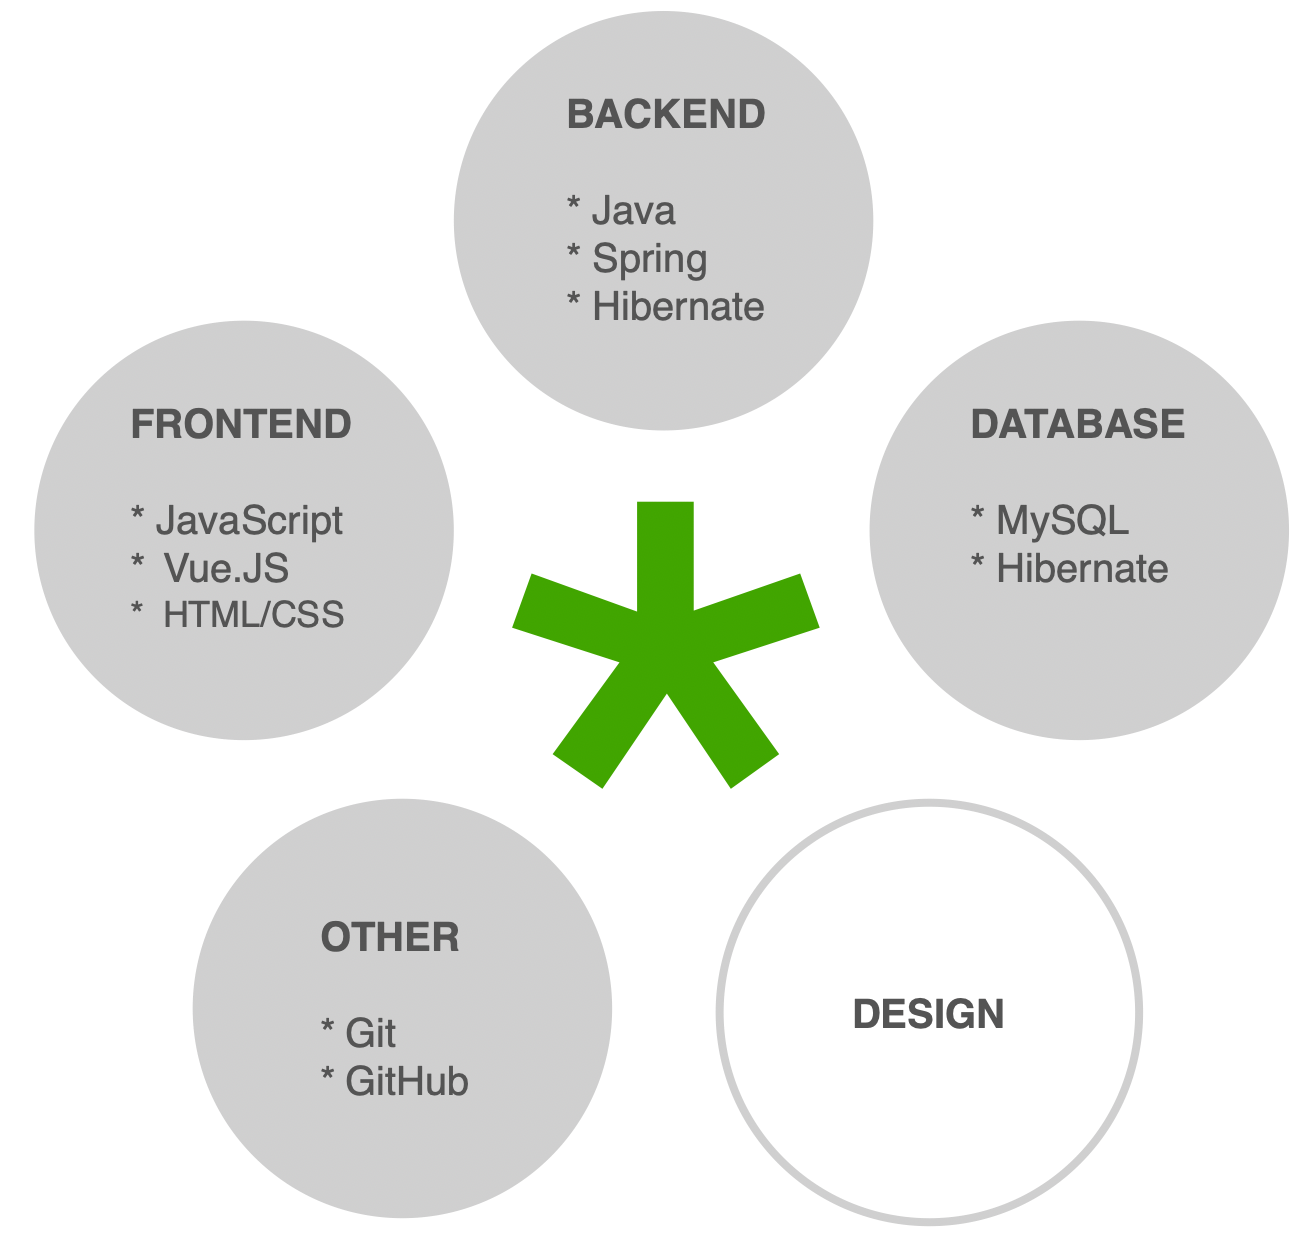 BACKEND
* Java
* Spring
* Hibernate
FRONTEND
* JavaScript
* Vue.JS
* HTML/CSS
DATABASE
* MySQL
* Hibernate
OTHER
* Git
* GitHub
DESIGN